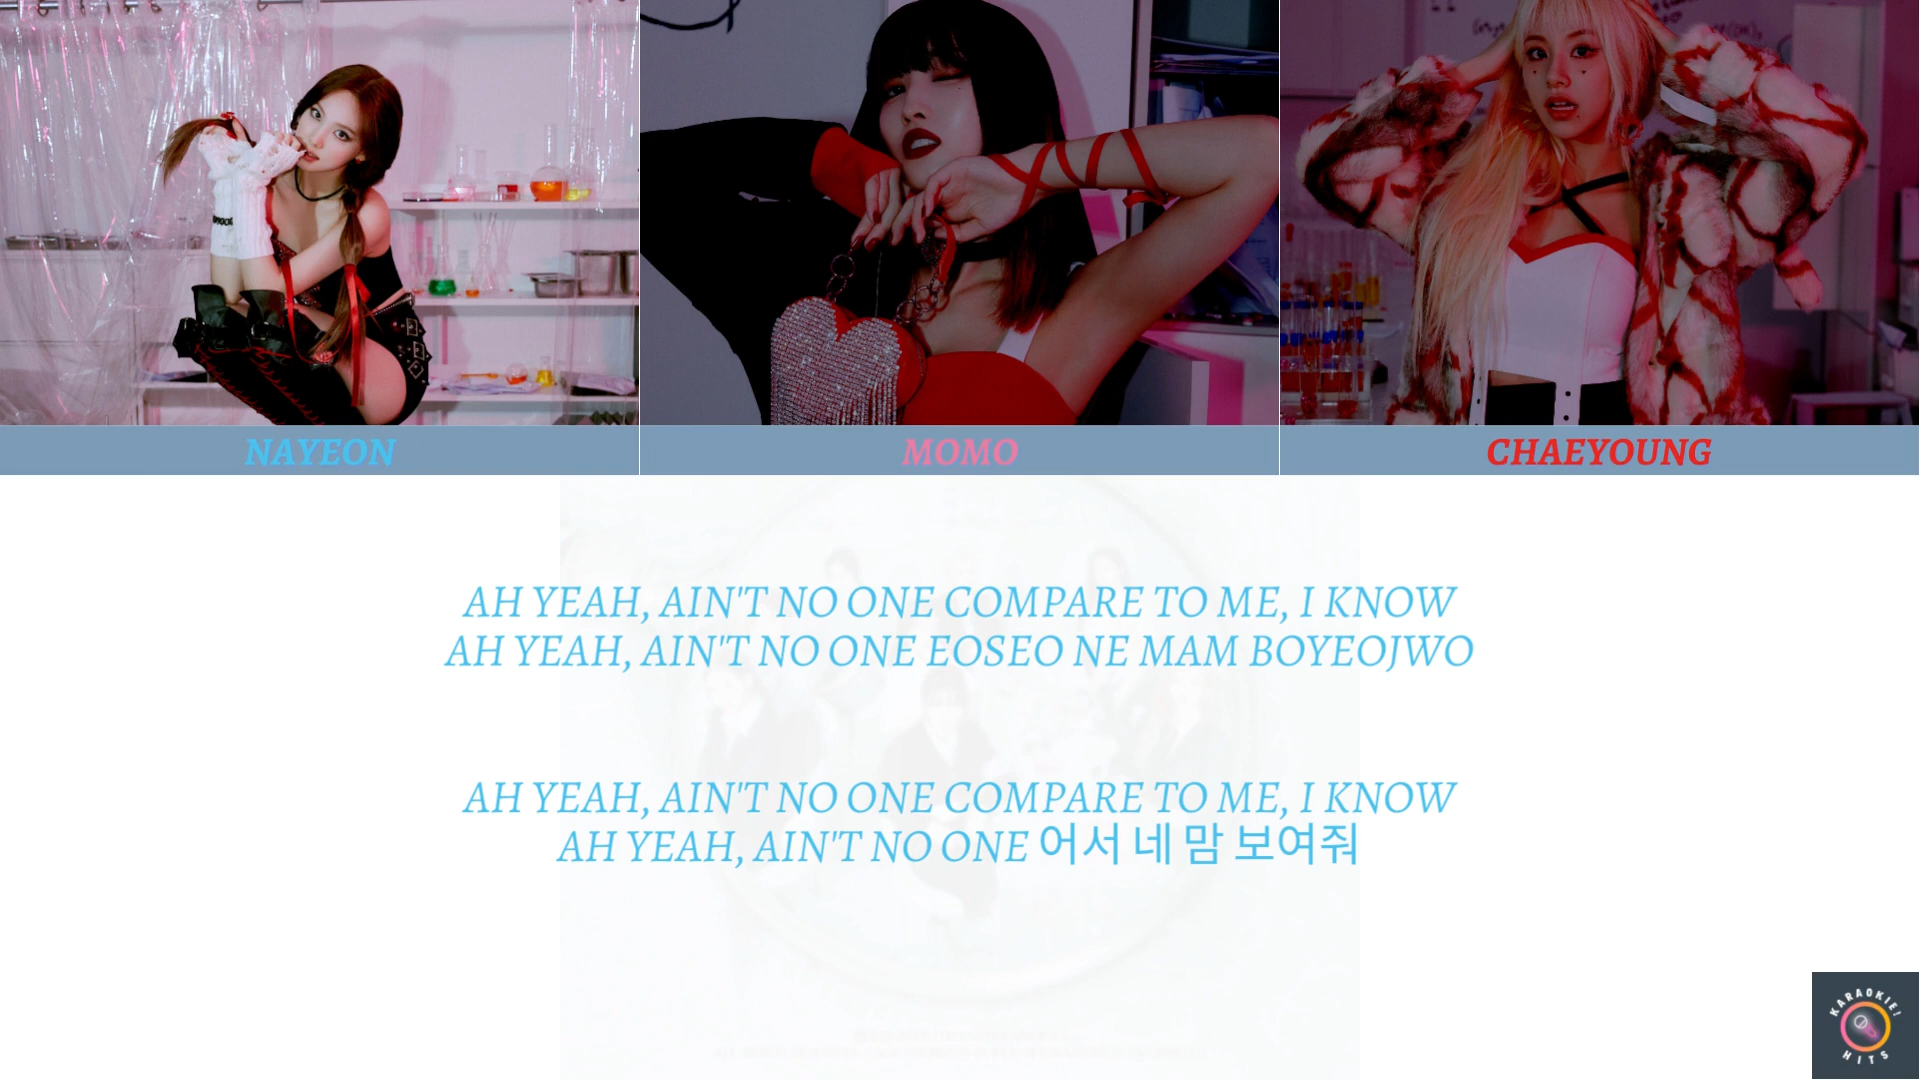 NAYEON
MOMO
CHAEYOUNG
AH YEAH, AIN'T NO ONE COMPARE TO ME, I KNOW
AH YEAH, AIN'T NO ONE EOSEO NE MAM BOYEOJWO
AH YEAH, AIN'T NO ONE COMPARE TO ME, I KNOW
AH YEAH, AIN'T NO ONE 어서 네 맘 보여줘
KARAOKIE!
HITS